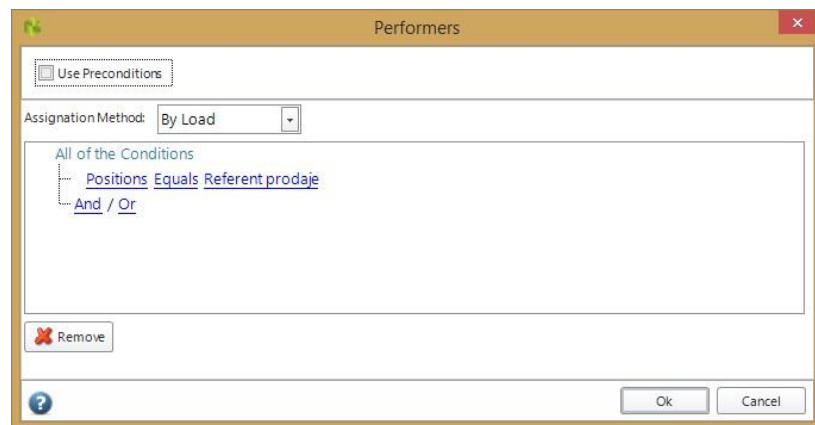 Performers
Use Preconditions
Assignation Method: By Load
All of the Conditions
Positions Equals Referent prodaje
And / Or
Remove
Ok Cancel